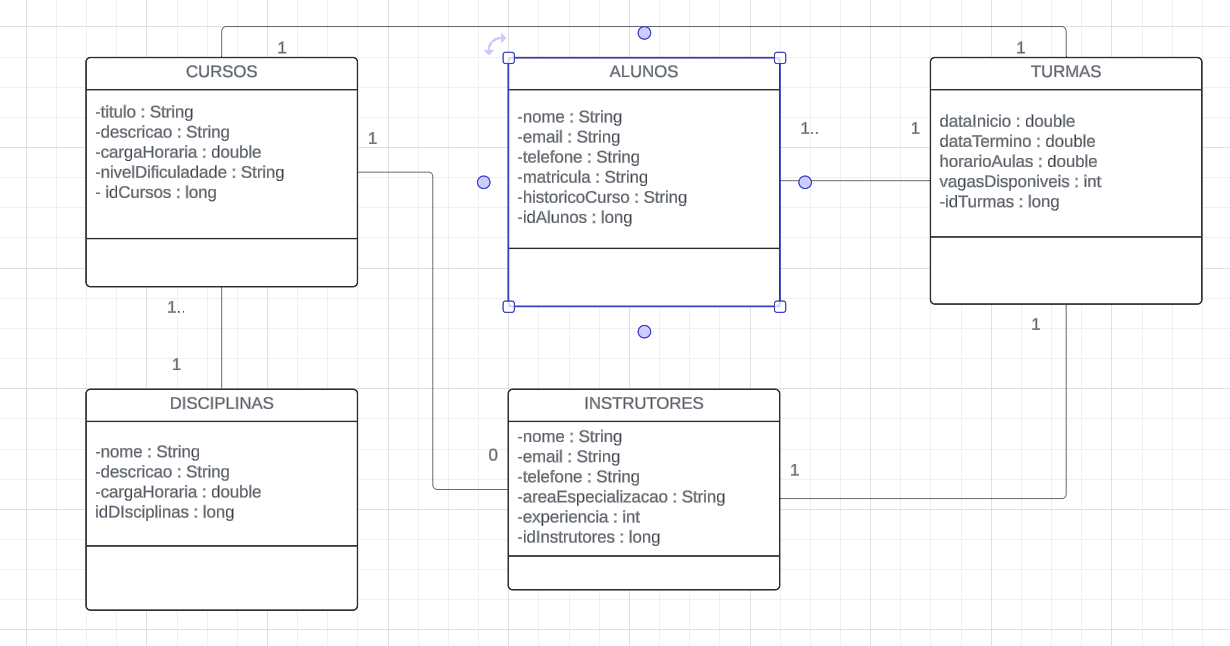 1
1
CURSOS
-titulo : String
-descricao : String
-cargaHoraria : double
-nivelDificuladade : String
- idCursos : long
1
ALUNOS
-nome : String
-email : String
-telefone : String
-matricula : String
-historicoCurso : String
-idAlunos : long
1..
1
TURMAS
dataInicio : double
dataTermino : double
horarioAulas : double
vagasDisponiveis : int
-idTurmas : long
1..
1
1
DISCIPLINAS
-nome : String
-descricao : String
-cargaHoraria : double
idDIsciplinas : long
0
INSTRUTORES
-nome : String
-email : String
-telefone : String
-areaEspecializacao : String
-experiencia : int
-idInstrutores : long
1